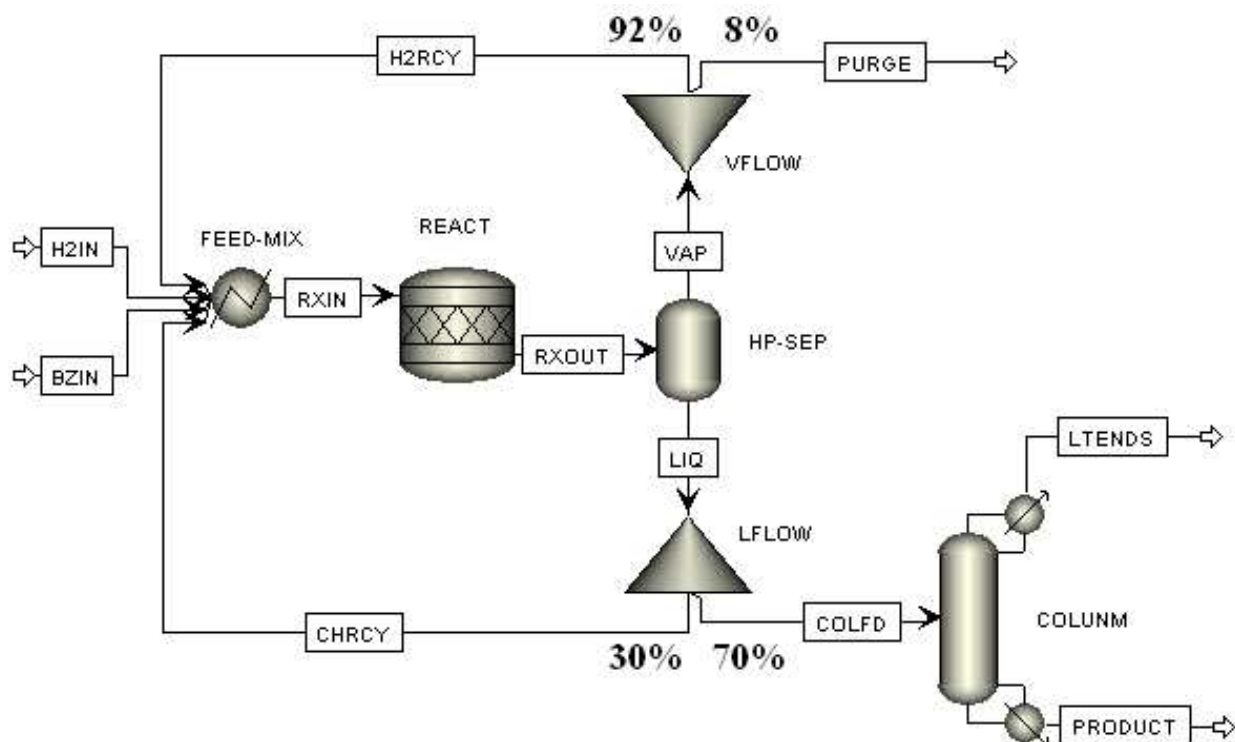 92% 8%
H2RCY
PURGE
VFLOW
REACT
FEED-MIX
H2IN
VAP
RXIN
HP-SEP
RXOUT
BZIN
LTENDS
LIQ
LFLOW
CHRCY
COLFD
COLUNM
30% 70%
PRODUCT